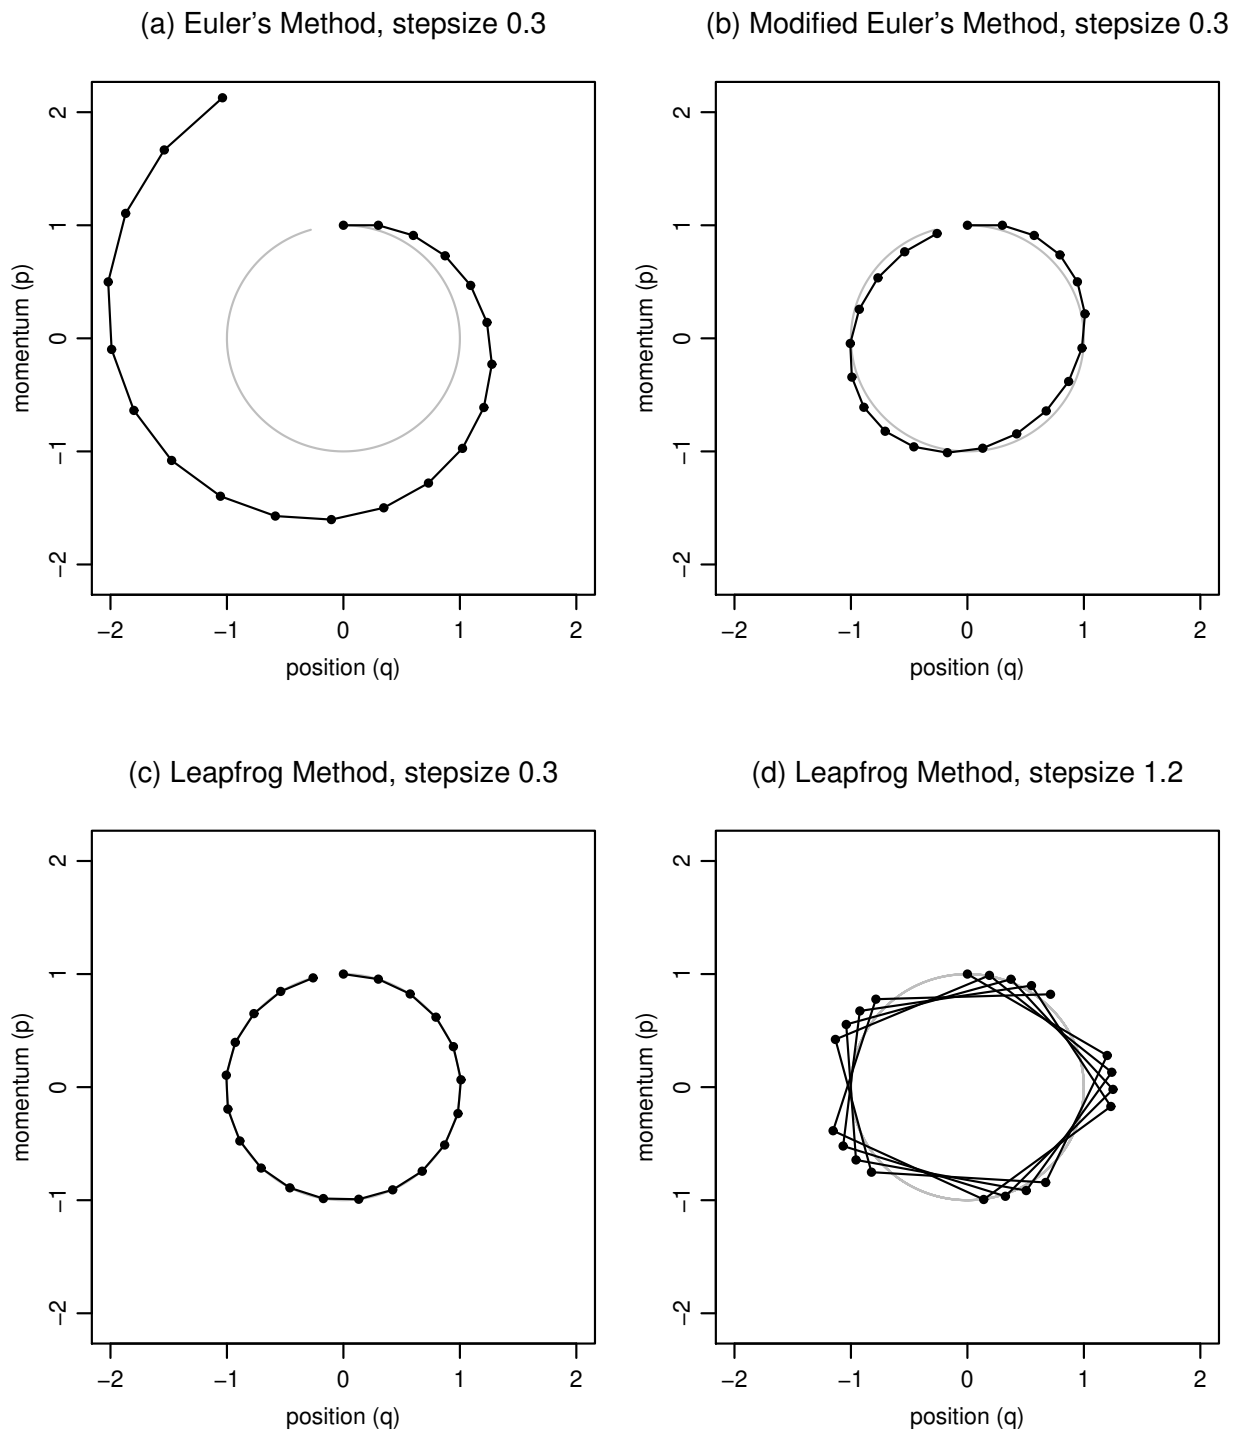 (a) Euler’s Method, stepsize 0.3
2
1
0
−1
−2
momentum (p)
−2 −1 0 1 2
position (q)
(b) Modified Euler’s Method, stepsize 0.3
2
1
0
−1
−2
momentum (p)
−2 −1 0 1 2
position (q)
(c) Leapfrog Method, stepsize 0.3
2
1
0
−1
−2
momentum (p)
−2 −1 0 1 2
position (q)
(d) Leapfrog Method, stepsize 1.2
2
1
0
−1
−2
momentum (p)
−2 −1 0 1 2
position (q)